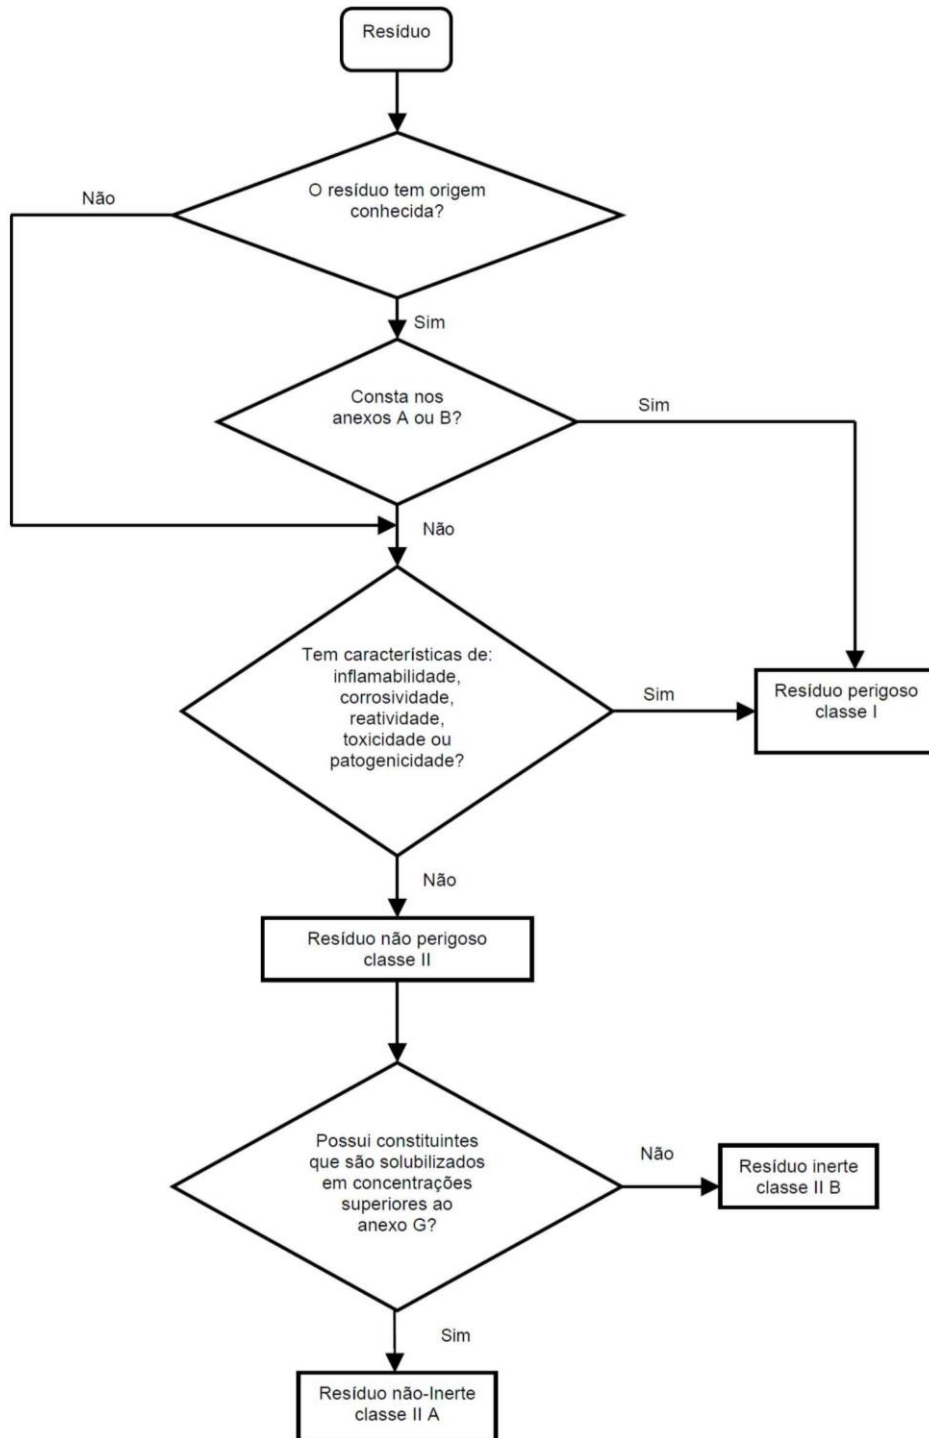 Resíduo
O resíduo tem origem
conhecida?
Não
Sim
Consta nos
anexos A ou B?
Sim
Não
Tem características de:
inflamabilidade,
corrosividade,
reatividade,
toxicidade ou
patogenicidade?
Sim
Resíduo perigoso
classe I
Não
Resíduo não perigoso
classe II
Possui constituintes
que são solubilizados
em concentrações
superiores ao
anexo G?
Não
Resíduo inerte
classe II B
Sim
Resíduo não-Inerte
classe II A